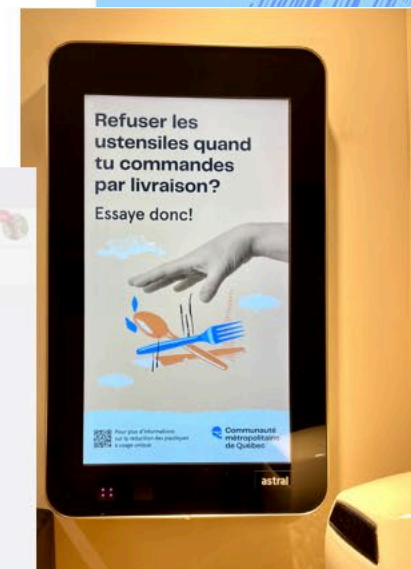 Refuser les
ustensiles quand
tu commandes
par livraison?
Essaye donc!
Pour plus d'informations
sur la réduction des plastiques
à usage unique
Communauté
métropolitaine
de Québec
astral